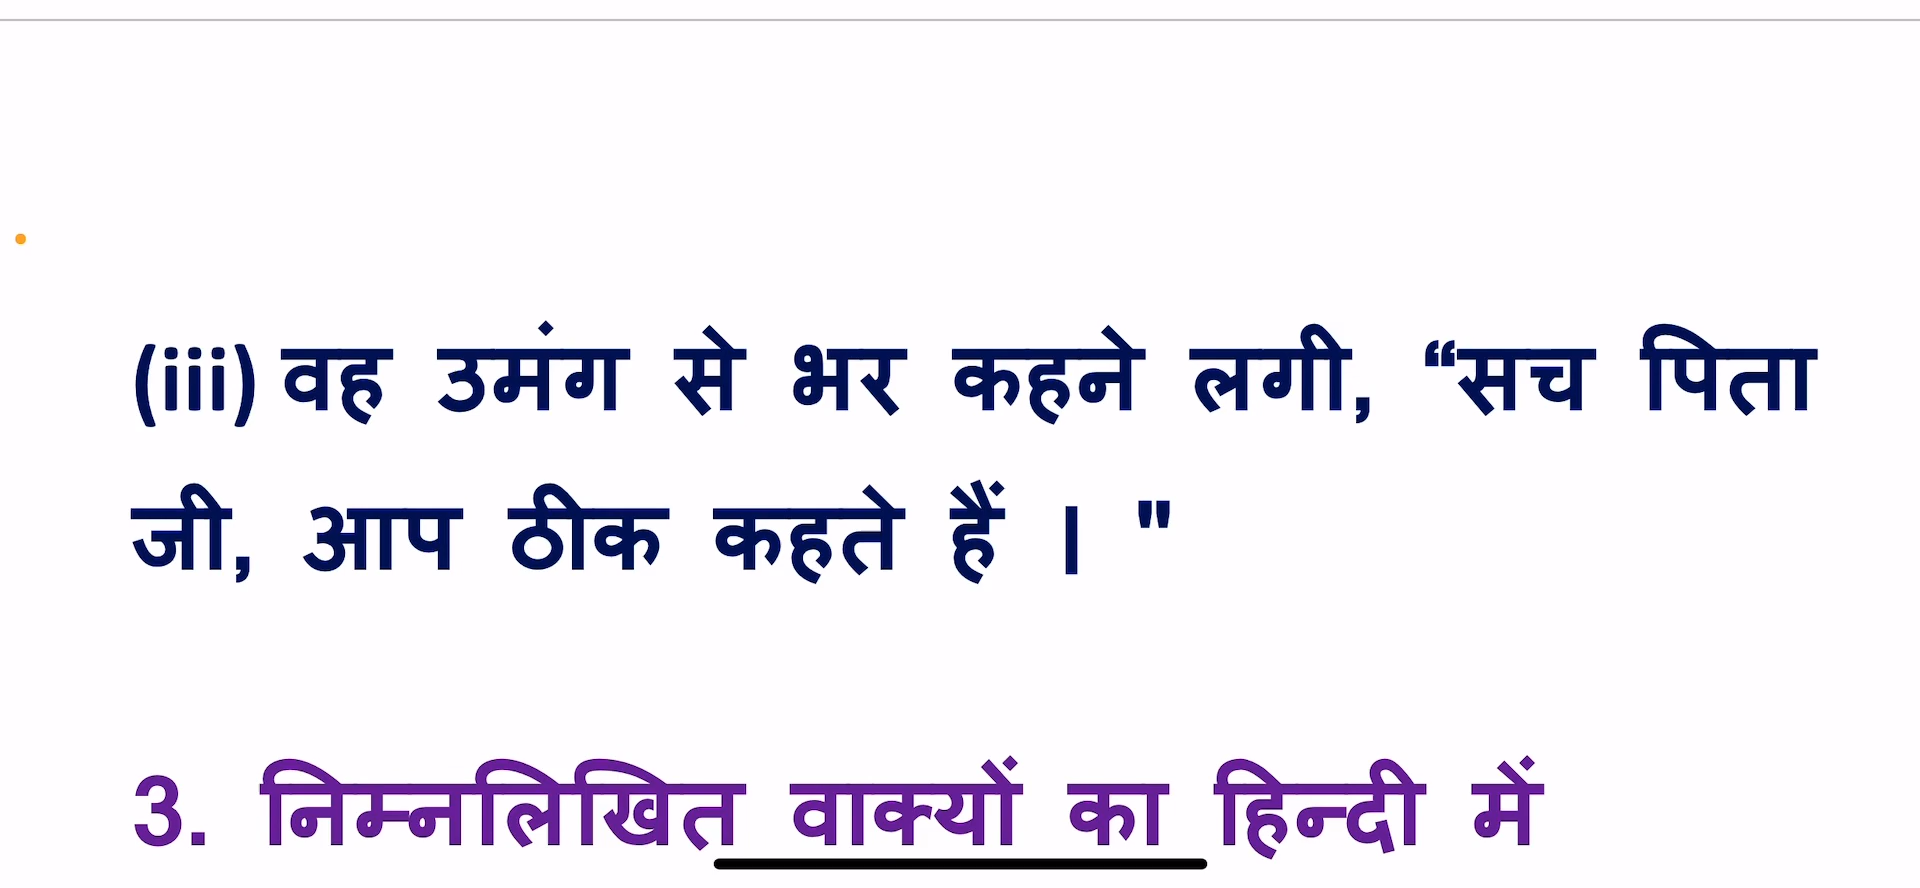 (iii) वह उमंग से भर कहने लगी, “सच पिता
जी, आप ठीक कहते हैं । "
3. निम्नलिखित वाक्यों का हिन्दी में